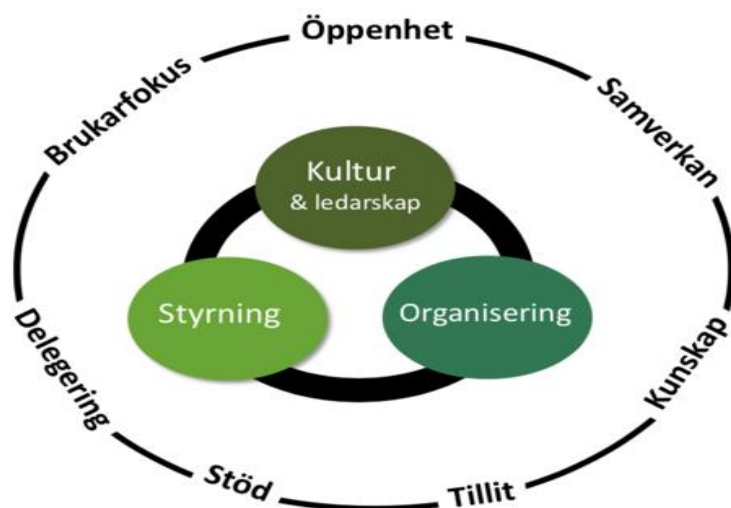 Öppenhet
Samverkan
Kunskap
Tillit
Stöd
Delegering
Brukarfokus
Kultur
& ledarskap
Styrning
Organisering